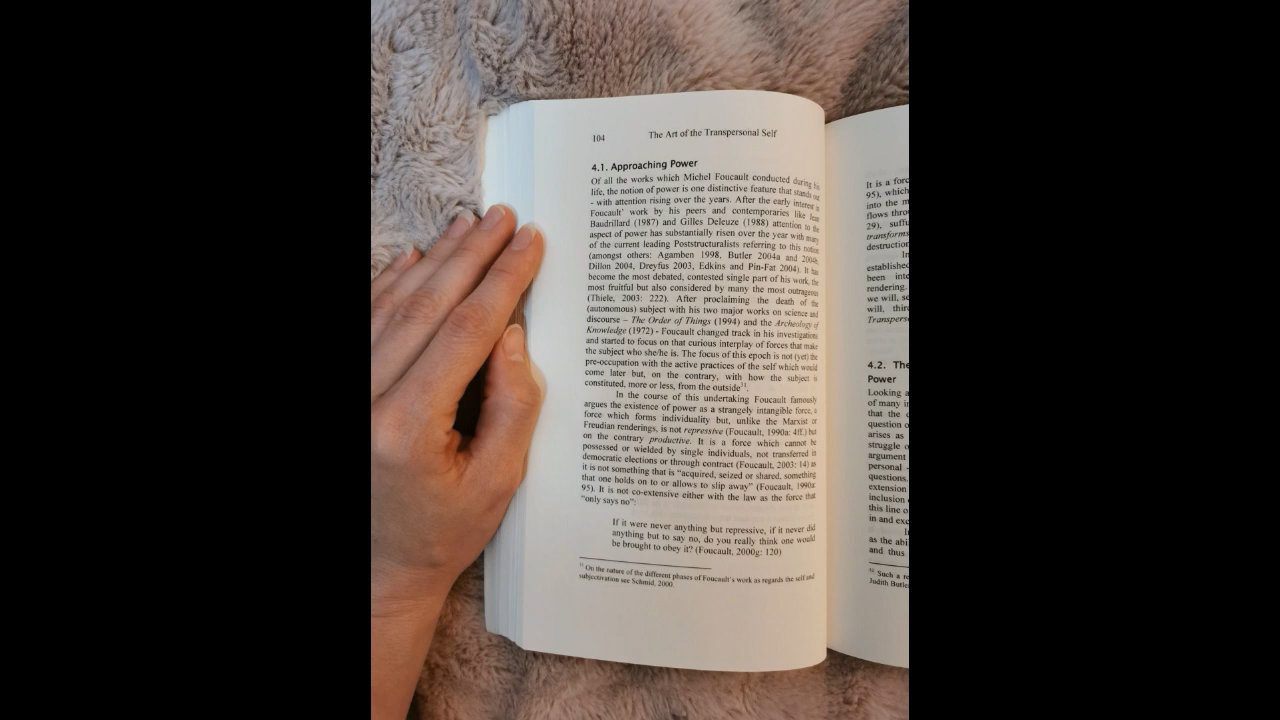 104 The Art of the Transpersonal Self
4.1. Approaching Power
Of all the works which Michel Foucault conducted during his
life, the notion of power is one distinctive feature that stands out
- with attention rising over the years. After the early interest in
Foucault' work by his peers and contemporaries like Jean
Baudrillard (1987) and Gilles Deleuze (1988) attention to the
aspect of power has substantially risen over the year with many
of the current leading Poststructuralists referring to this notion
(amongst others: Agamben 1998, Butler 2004a and 2004b,
Dillon 2004, Dreyfus 2003, Edkins and Pin-Fat 2004). It has
become the most debated, contested single part of his work, the
most fruitful but also considered by many the most outrageous
(Thiele, 2003: 222). After proclaiming the death of the
(autonomous) subject with his two major works on science and
discourse – The Order of Things (1994) and the Archeology of
Knowledge (1972) - Foucault changed track in his investigations
and started to focus on that curious interplay of forces that make
the subject who she/he is. The focus of this epoch is not (yet) the
pre-occupation with the active practices of the self which would
come later but, on the contrary, with how the subject is
constituted, more or less, from the outside³¹.
In the course of this undertaking Foucault famously
argues the existence of power as a strangely intangible force, a
force which forms individuality but, unlike the Marxist or
Freudian renderings, is not repressive (Foucault, 1990a: 4ff.) but
on the contrary productive. It is a force which cannot be
possessed or wielded by single individuals, not transferred in
democratic elections or through contract (Foucault, 2003: 14) as
it is not something that is “acquired, seized or shared, something
that one holds on to or allows to slip away” (Foucault, 1990a:
95). It is not co-extensive either with the law as the force that
“only says no”:
If it were never anything but repressive, if it never did
anything but to say no, do you really think one would
be brought to obey it? (Foucault, 2000g: 120)
³¹ On the nature of the different phases of Foucault's work as regards the self and
subjectivation see Schmid, 2000.
It is a forc
95), which
into the m
flows thro
29), suffu
transforms
destruction
In
established
been inte
rendering.
we will, se
will, thir
Transperso
4.2. The
Power
Looking a
of many i
that the c
question o
arises as
struggle o
argument
personal -
questions.
extension
inclusion
this line o
in and exc
as the abi
and thus
Such a re
Judith Butle